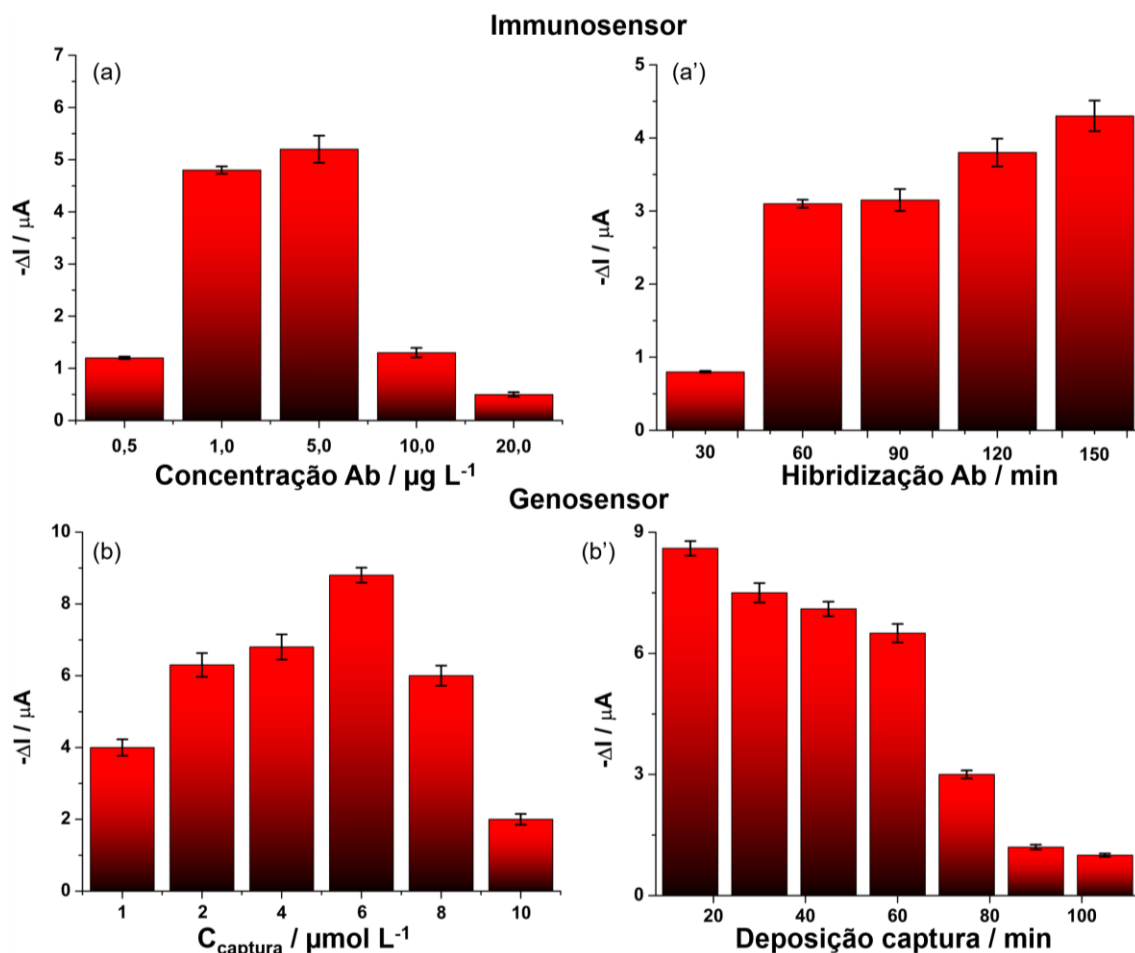 Immunosensor
(a)
-ΔI / μA
7
6
5
4
3
2
1
0
0,5 1,0 5,0 10,0 20,0
Concentração Ab / μg L⁻¹
(a’)
-ΔI / μA
5
4
3
2
1
0
30 60 90 120 150
Hibridização Ab / min
Genosensor
(b)
-ΔI / μA
10
8
6
4
2
0
1 2 4 6 8 10
C_captura / μmol L⁻¹
(b’)
-ΔI / μA
9
6
3
0
20 40 60 80 100
Deposição captura / min